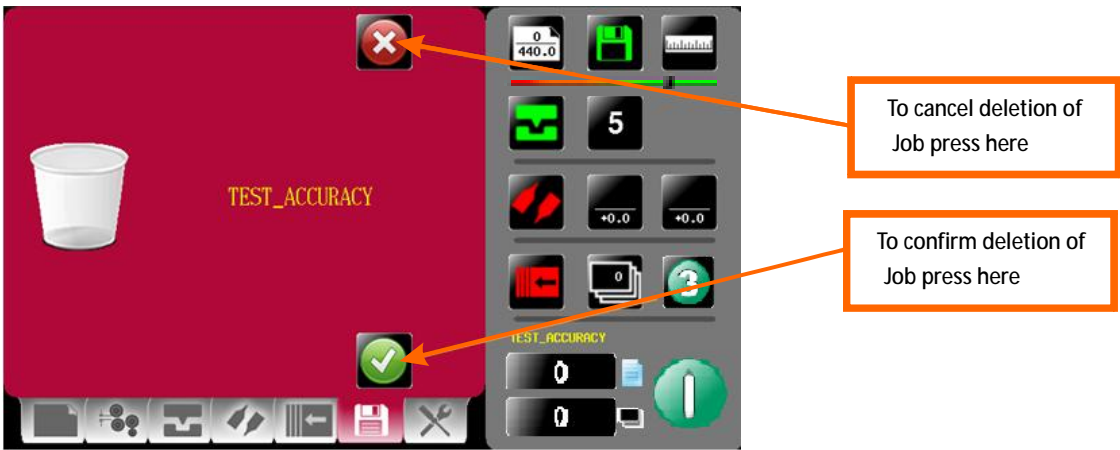 TEST_ACCURACY
0
440.0
5
+0.0
+0.0
0
3
TEST_ACCURACY
0
0
To cancel deletion of
Job press here
To confirm deletion of
Job press here